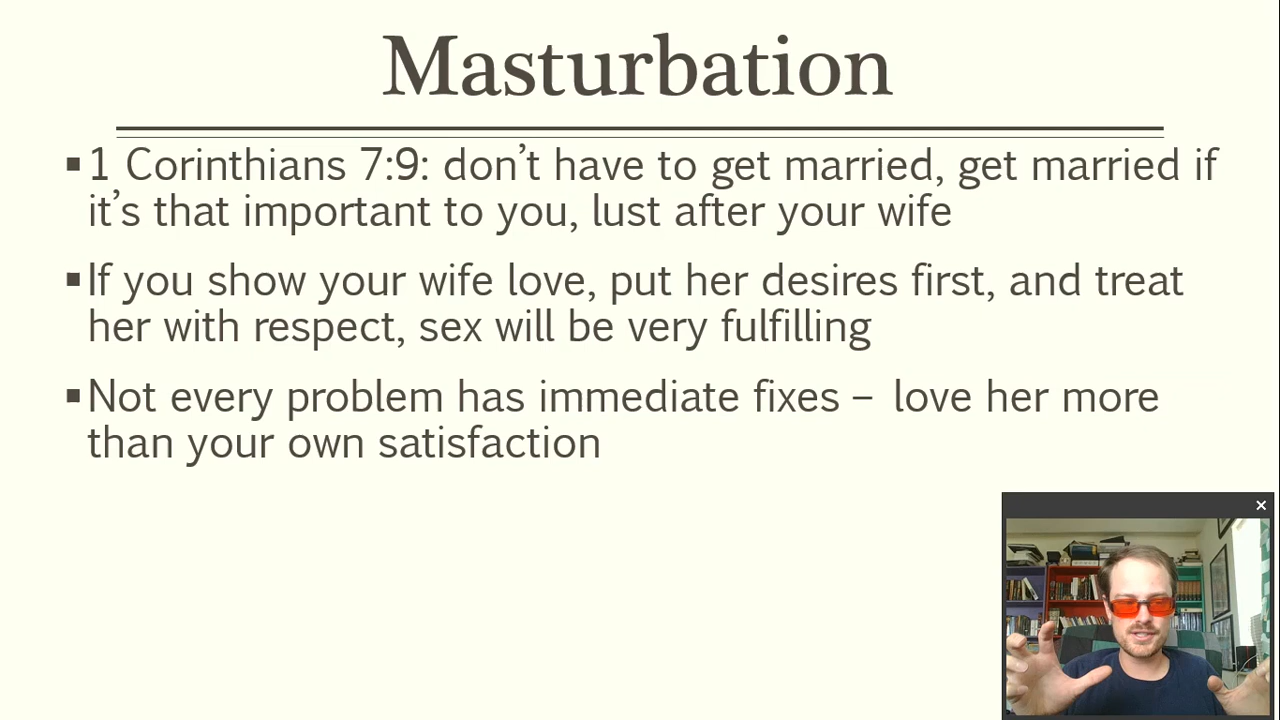 Masturbation
▪1 Corinthians 7:9: don’t have to get married, get married if
it’s that important to you, lust after your wife
▪If you show your wife love, put her desires first, and treat
her with respect, sex will be very fulfilling
▪Not every problem has immediate fixes – love her more
than your own satisfaction